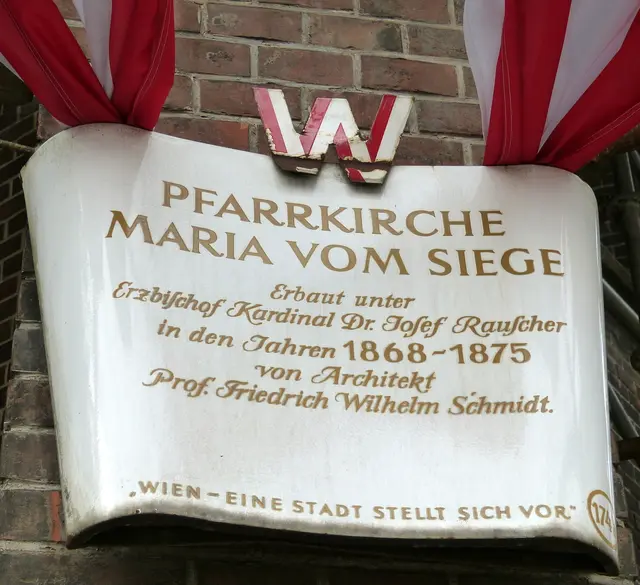 W
PFARRKIRCHE
MARIA VOM SIEGE
Erbaut unter
Erzbischof Kardinal Dr. Josef Rauscher
in den Jahren 1868-1875
von Architekt
Prof. Friedrich Wilhelm Schmidt.
„WIEN - EINE STADT STELLT SICH VOR"
174